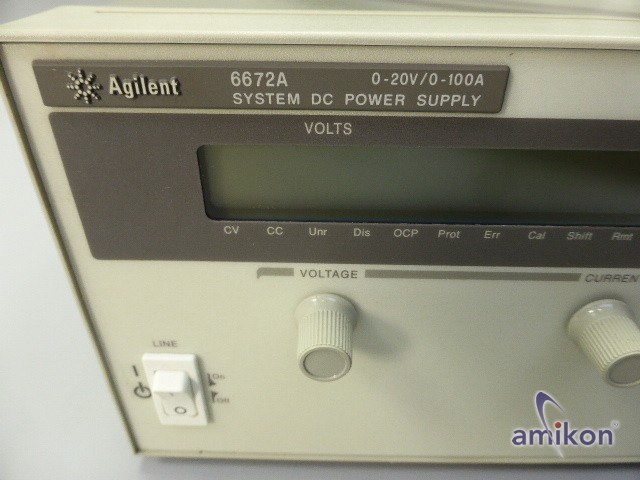 Agilent 6672A 0-20V/0-100A
SYSTEM DC POWER SUPPLY
VOLTS
CV CC Unr Dis OCP Prot Err Cal Shift Rmt
VOLTAGE CURRENT
LINE
On
Off
amikon®